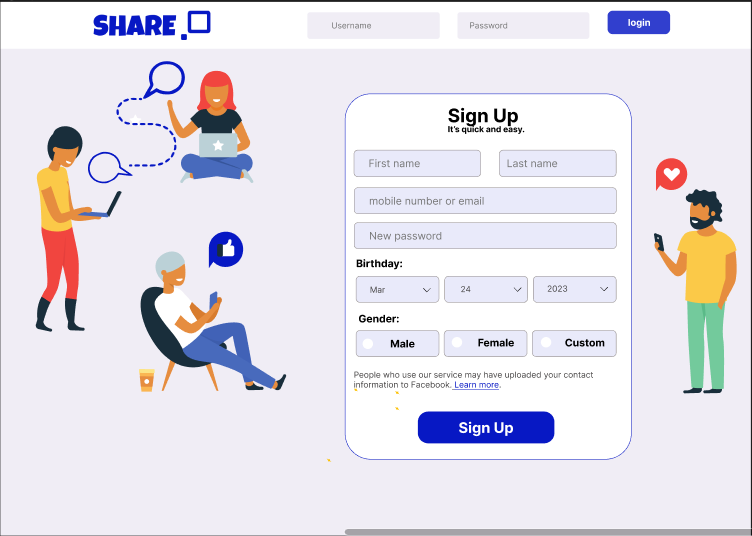 SHARE.
Username
Password
login
Sign Up
It's quick and easy.
First name
Last name
mobile number or email
New password
Birthday:
Mar
24
2023
Gender:
Male
Female
Custom
People who use our service may have uploaded your contact
information to Facebook. Learn more.
Sign Up